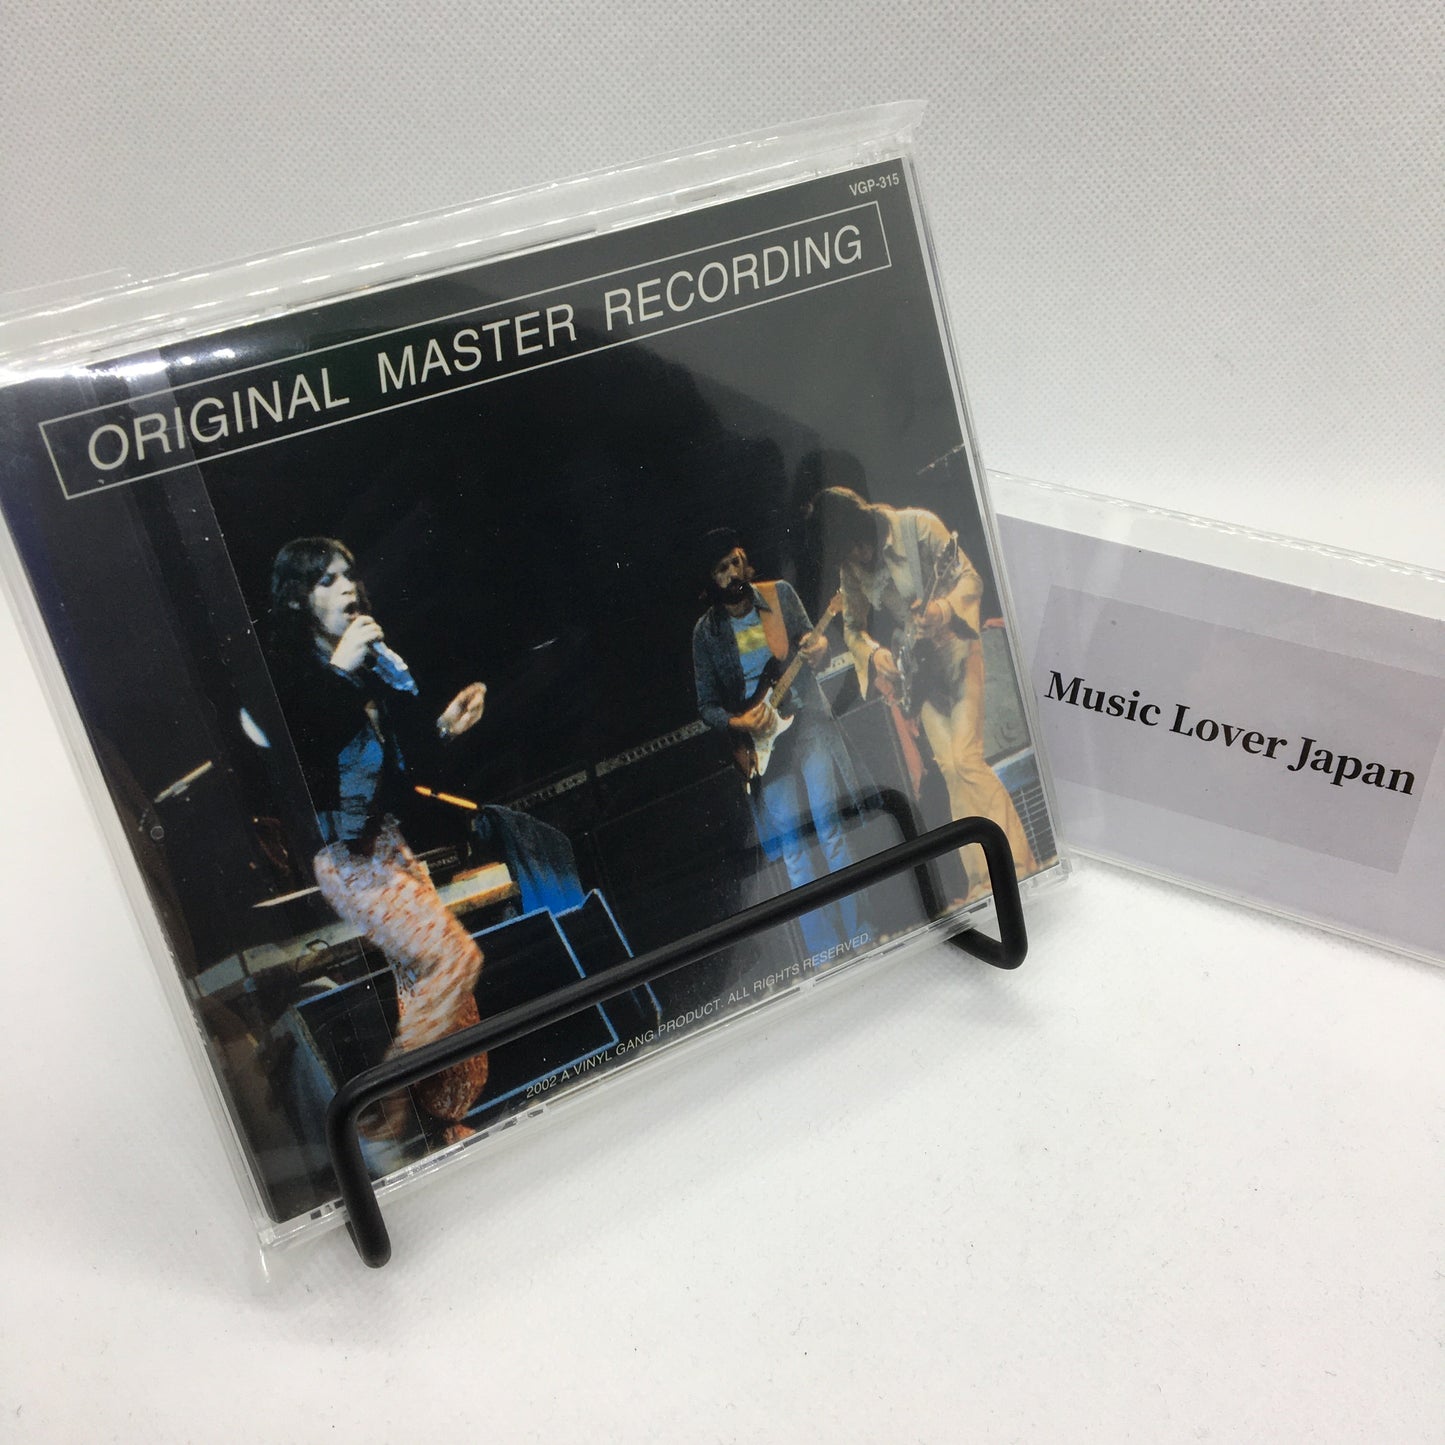 VGP-315
ORIGINAL MASTER RECORDING
Music Lover Japan
2002 A VINYL GANG PRODUCT. ALL RIGHTS RESERVED.